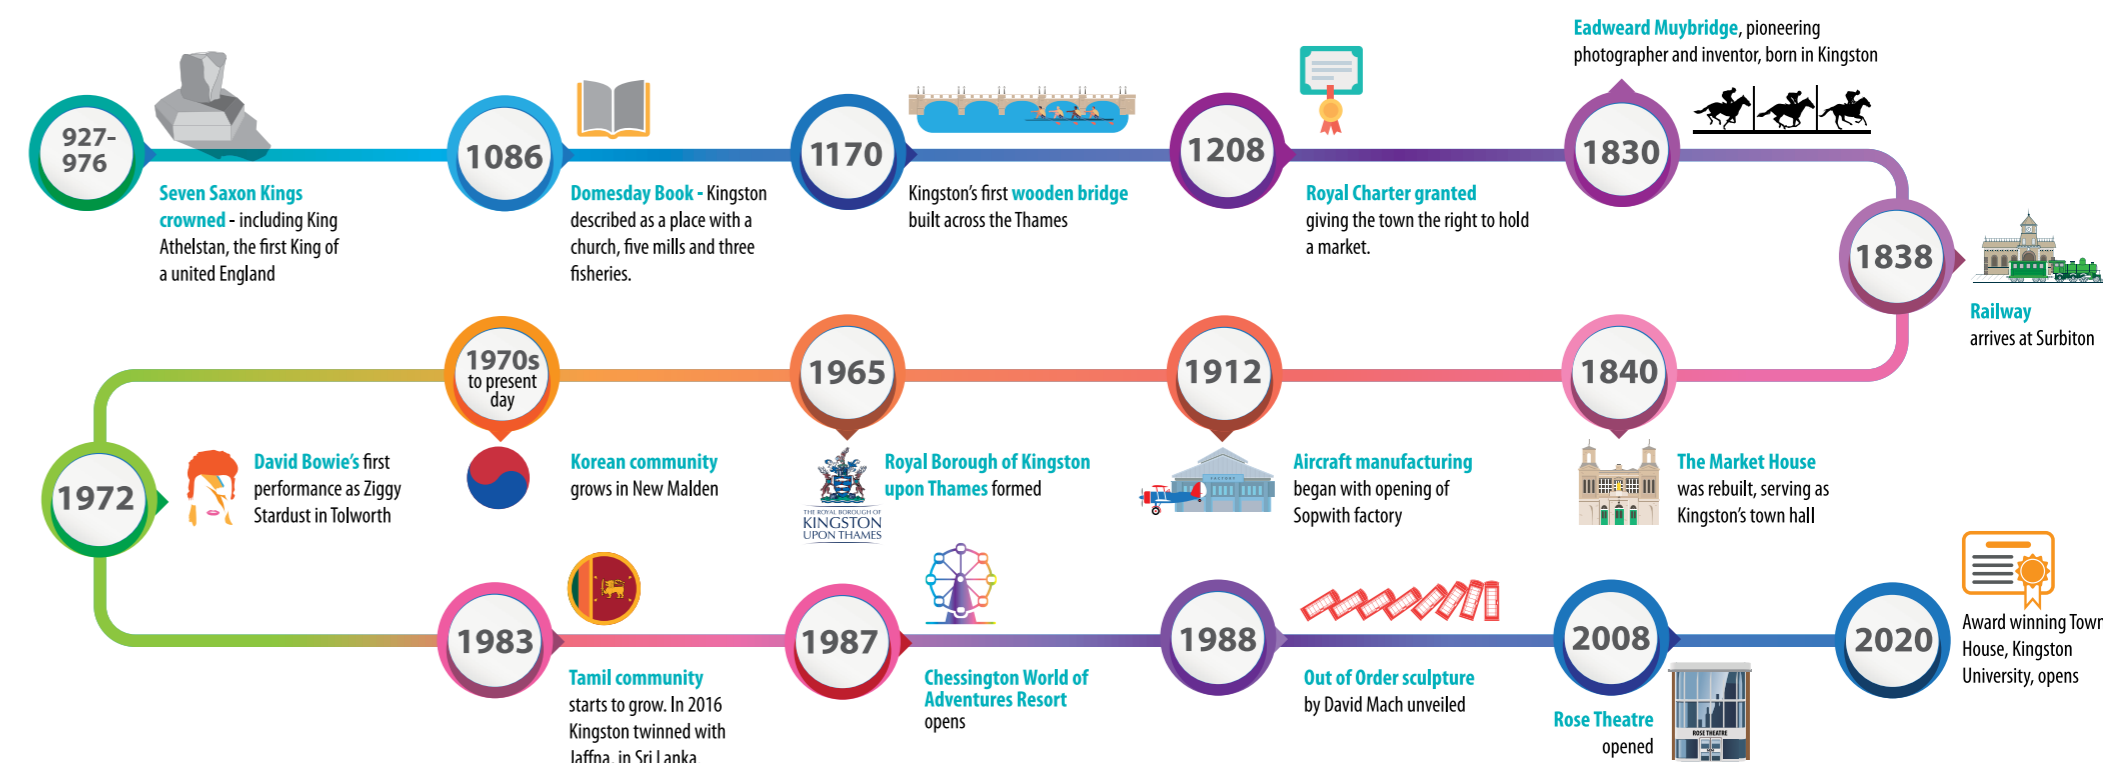 Eadweard Muybridge, pioneering
photographer and inventor, born in Kingston
927-
976
1086
1170
1208
1830
Seven Saxon Kings
crowned - including King
Athelstan, the first King of
a united England
Domesday Book - Kingston
described as a place with a
church, five mills and three
fisheries.
Kingston's first wooden bridge
built across the Thames
Royal Charter granted
giving the town the right to hold
a market.
1838
Railway
arrives at Surbiton
1840
The Market House
was rebuilt, serving as
Kingston's town hall
1912
FACTORY
Aircraft manufacturing
began with opening of
Sopwith factory
1965
THE ROYAL BOROUGH OF
KINGSTON
UPON THAMES
Royal Borough of Kingston
upon Thames formed
1970s
to present
day
Korean community
grows in New Malden
1972
David Bowie's first
performance as Ziggy
Stardust in Tolworth
1983
Tamil community
starts to grow. In 2016
Kingston twinned with
Jaffna, in Sri Lanka
1987
Chessington World of
Adventures Resort
opens
1988
Out of Order sculpture
by David Mach unveiled
2008
Rose Theatre
opened
ROSE THEATRE
2020
Award winning Town
House, Kingston
University, opens